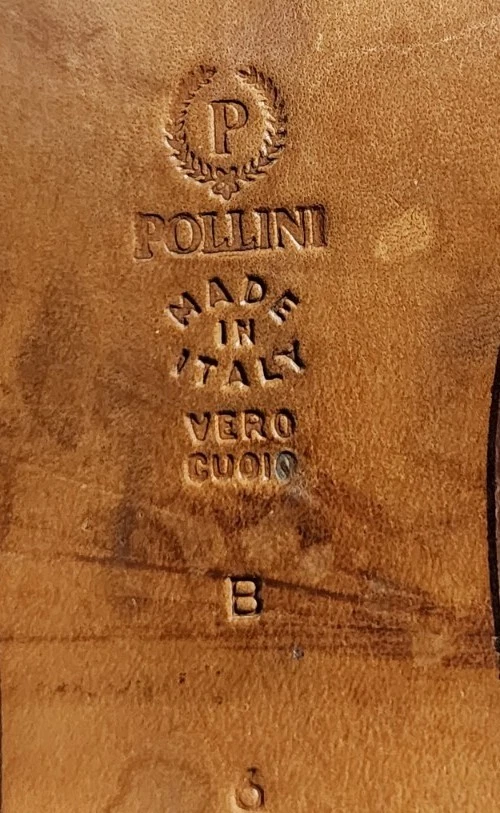 P
POLLINI
MADE
IN
ITALY
VERO
CUOIO
B
6